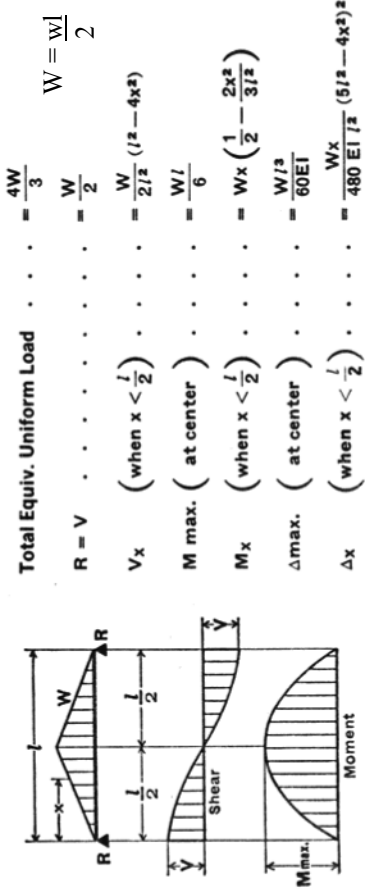 Total Equiv. Uniform Load . . . . = 4W/3
W = wl/2
R = V . . . . . . . . . . . = W/2
Vx (when x < l/2) . . . . = W/2l² (l² — 4x²)
M max. ( at center ) . . . . = Wl/6
Mx (when x < l/2) . . . . = Wx (1/2 — 2x²/3l²)
Δmax. ( at center ) . . . . = Wl³/60EI
Δx (when x < l/2) . . . . = Wx/480 EI l² (5l² — 4x²)²
l
x
W
R
R
l/2
l/2
V
Shear
V
M max.
Moment